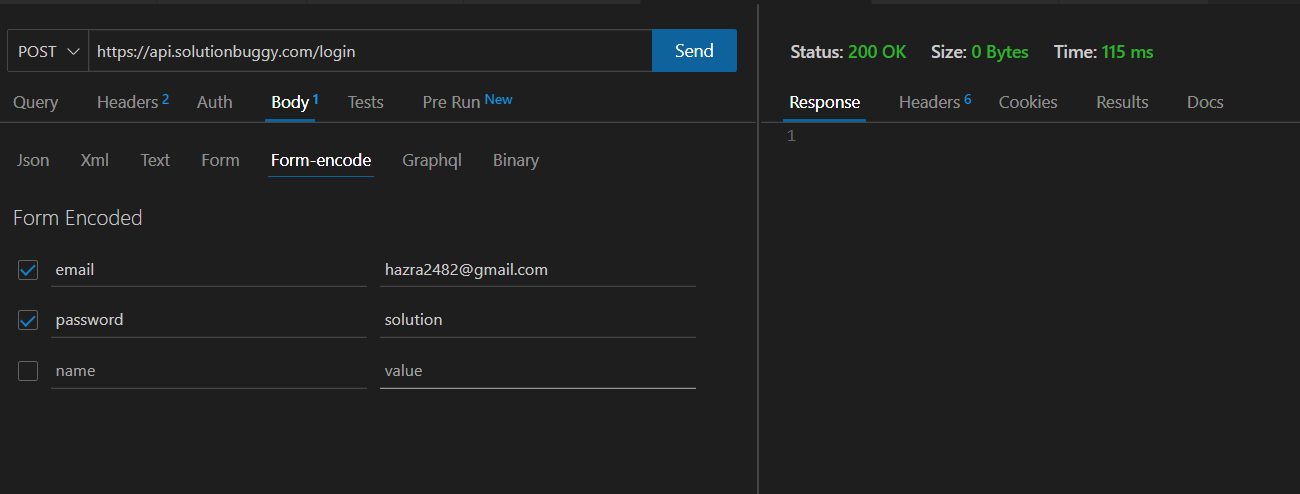 POST https://api.solutionbuggy.com/login Send
Query Headers 2 Auth Body 1 Tests Pre Run New
Json Xml Text Form Form-encode Graphql Binary
Form Encoded
email hazra2482@gmail.com
password solution
name value
Status: 200 OK Size: 0 Bytes Time: 115 ms
Response Headers 6 Cookies Results Docs
1